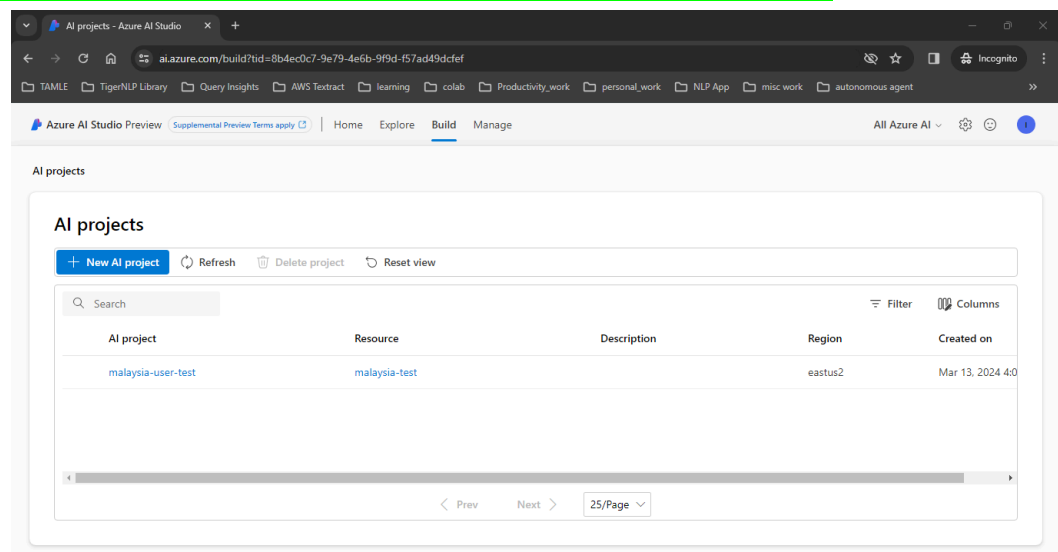 AI projects - Azure AI Studio
ai.azure.com/build?tid=8b4ec0c7-9e79-4e6b-9f9d-f57ad49dcfef
Incognito
TAMLE TigerNLP Library Query Insights AWS Textract learning colab Productivity_work personal_work NLP App misc work autonomous agent
Azure AI Studio Preview Supplemental Preview Terms apply Home Explore Build Manage All Azure AI
AI projects
AI projects
New AI project Refresh Delete project Reset view
Search Filter Columns
AI project Resource Description Region Created on
malaysia-user-test malaysia-test eastus2 Mar 13, 2024 4:0
Prev Next 25/Page